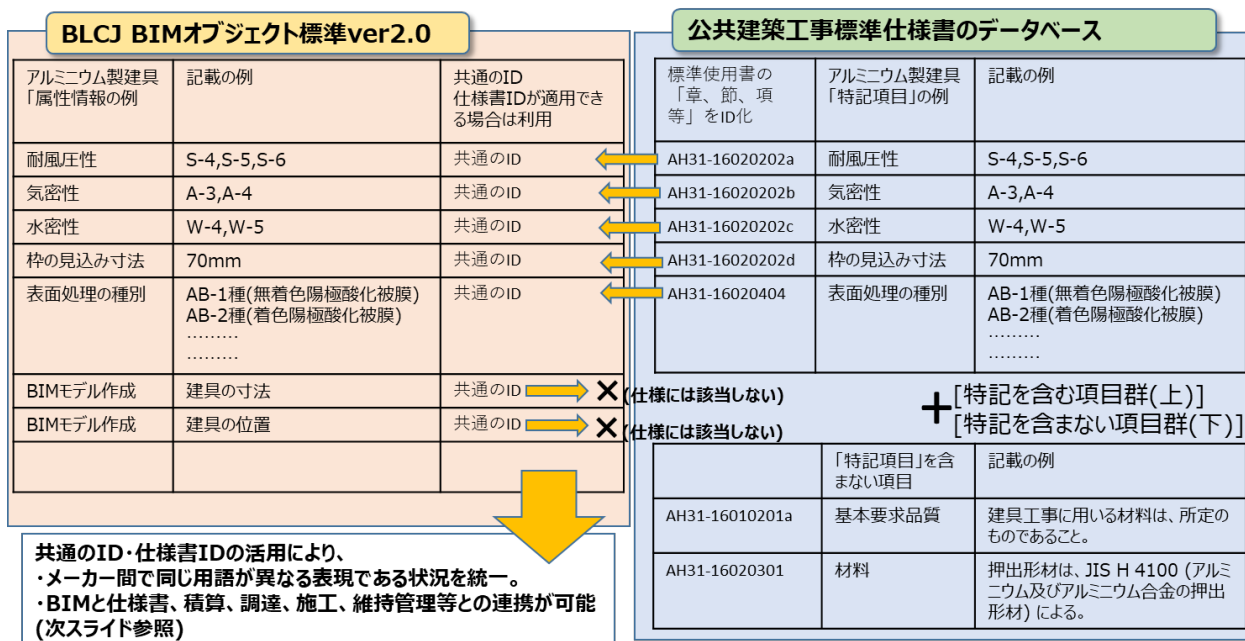 BLCJ BIMオブジェクト標準ver2.0
アルミニウム製建具
「属性情報の例
記載の例
共通のID
仕様書IDが適用でき
る場合は利用
耐風圧性
S-4,S-5,S-6
共通のID
気密性
A-3,A-4
共通のID
水密性
W-4,W-5
共通のID
枠の見込み寸法
70mm
共通のID
表面処理の種別
AB-1種(無着色陽極酸化被膜)
AB-2種(着色陽極酸化被膜)
………
………
共通のID
BIMモデル作成
建具の寸法
共通のID
×(仕様には該当しない)
BIMモデル作成
建具の位置
共通のID
×(仕様には該当しない)
共通のID・仕様書IDの活用により、
・メーカー間で同じ用語が異なる表現である状況を統一。
・BIMと仕様書、積算、調達、施工、維持管理等との連携が可能
(次スライド参照)
公共建築工事標準仕様書のデータベース
標準使用書の
「章、節、項
等」をID化
アルミニウム製建具
「特記項目」の例
記載の例
AH31-16020202a
耐風圧性
S-4,S-5,S-6
AH31-16020202b
気密性
A-3,A-4
AH31-16020202c
水密性
W-4,W-5
AH31-16020202d
枠の見込み寸法
70mm
AH31-16020404
表面処理の種別
AB-1種(無着色陽極酸化被膜)
AB-2種(着色陽極酸化被膜)
………
………
+[特記を含む項目群(上)]
[特記を含まない項目群(下)]
「特記項目」を含
まない項目
記載の例
AH31-16010201a
基本要求品質
建具工事に用いる材料は、所定の
ものであること。
AH31-16020301
材料
押出形材は、JIS H 4100 (アルミ
ニウム及びアルミニウム合金の押出
形材) による。